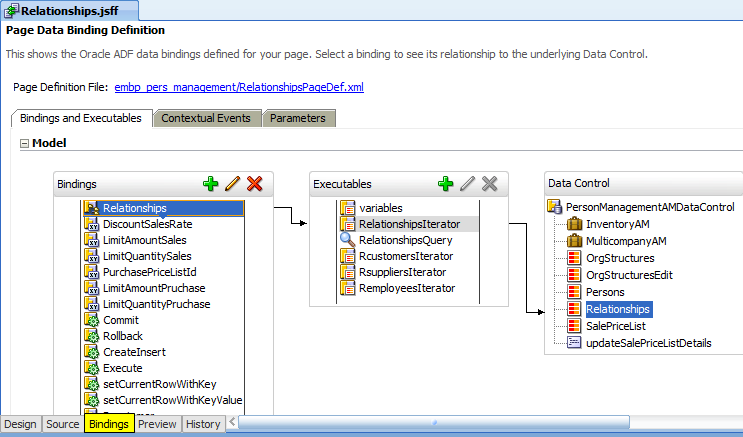 Relationships.jsff
Page Data Binding Definition
This shows the Oracle ADF data bindings defined for your page. Select a binding to see its relationship to the underlying Data Control.
Page Definition File: embp_pers_management/RelationshipsPageDef.xml
Bindings and Executables Contextual Events Parameters
Model
Bindings
Relationships
DiscountSalesRate
LimitAmountSales
LimitQuantitySales
PurchasePriceListId
LimitAmountPruchase
LimitQuantityPruchase
Commit
Rollback
CreateInsert
Execute
setCurrentRowWithKey
setCurrentRowWithKeyValue
Executables
variables
RelationshipsIterator
RelationshipsQuery
RcustomersIterator
RsuppliersIterator
RemployeesIterator
Data Control
PersonManagementAMDataControl
InventoryAM
MulticompanyAM
OrgStructures
OrgStructuresEdit
Persons
Relationships
SalePriceList
updateSalePriceListDetails
Design Source Bindings Preview History